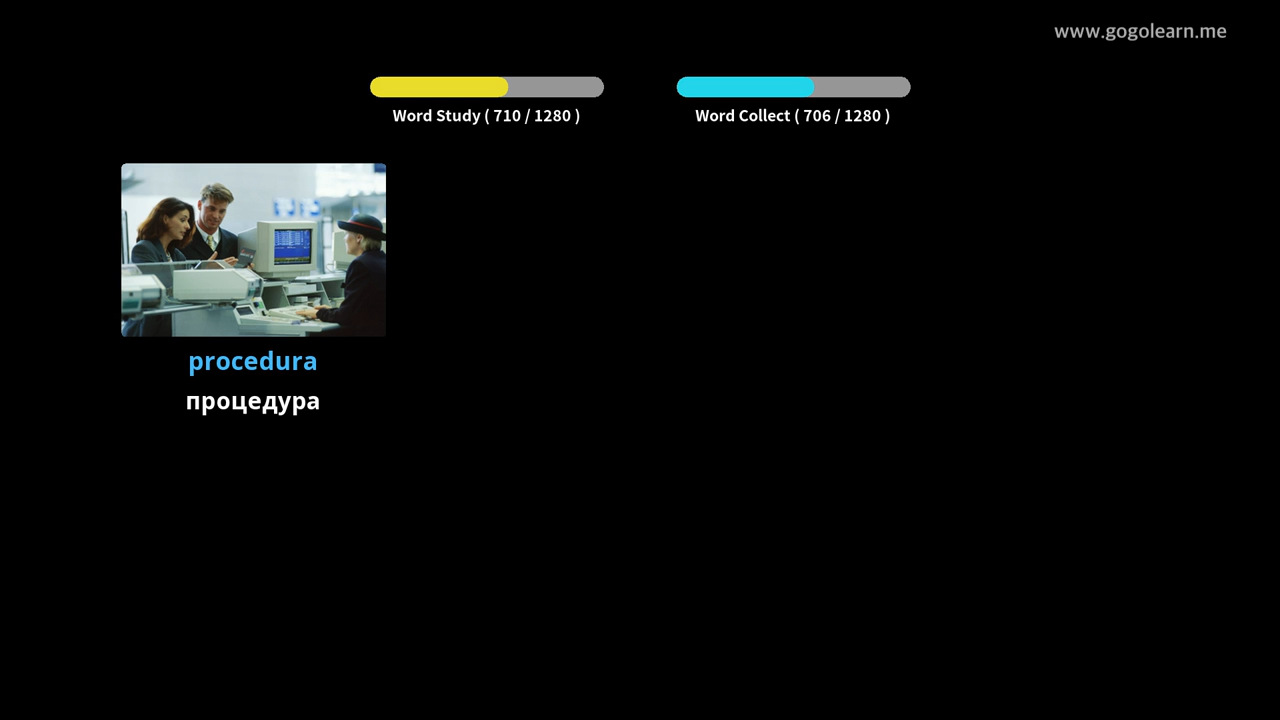 www.gogolearn.me
Word Study ( 710 / 1280 )
Word Collect ( 706 / 1280 )
procedura
процедура